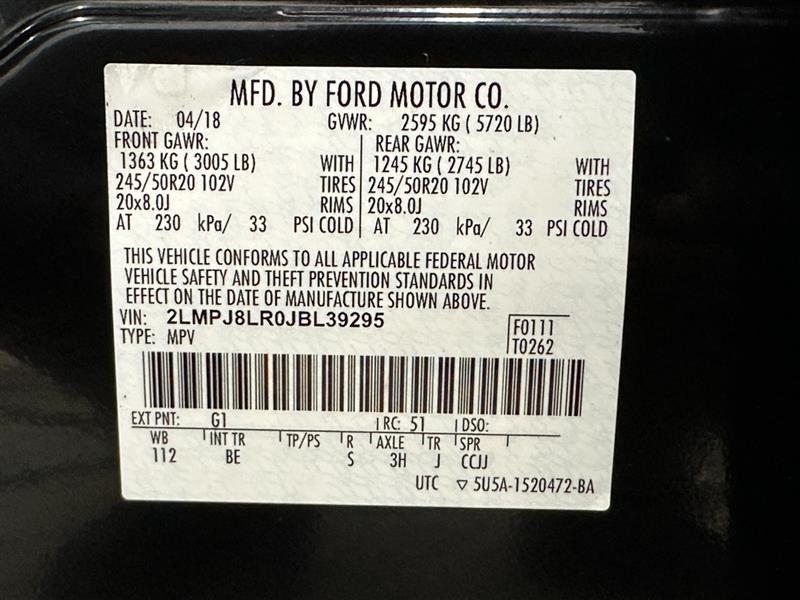 MFD. BY FORD MOTOR CO.
DATE: 04/18 GVWR: 2595 KG ( 5720 LB)
FRONT GAWR: REAR GAWR:
1363 KG ( 3005 LB) WITH 1245 KG ( 2745 LB) WITH
245/50R20 102V TIRES 245/50R20 102V TIRES
20x8.0J RIMS 20x8.0J RIMS
AT 230 kPa/ 33 PSI COLD AT 230 kPa/ 33 PSI COLD
THIS VEHICLE CONFORMS TO ALL APPLICABLE FEDERAL MOTOR
VEHICLE SAFETY AND THEFT PREVENTION STANDARDS IN
EFFECT ON THE DATE OF MANUFACTURE SHOWN ABOVE.
VIN: 2LMPJ8LR0JBL39295 F0111
TYPE: MPV T0262
EXT PNT: G1 RC: 51 DSO:
WB INT TR TP/PS R AXLE TR SPR
112 BE S 3H J CCJJ
UTC ▽ 5U5A-1520472-BA